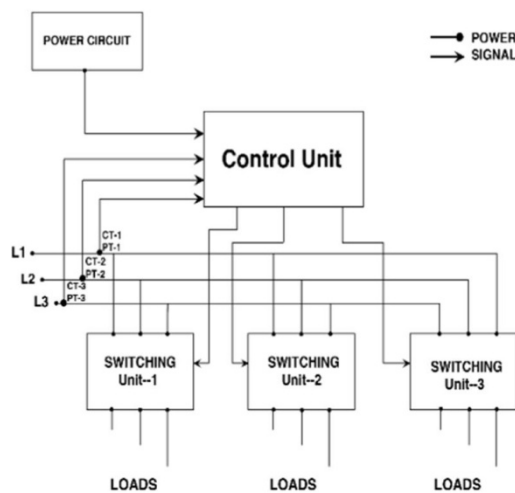 POWER CIRCUIT
POWER
SIGNAL
Control Unit
CT-1
L1 PT-1
CT-2
L2 PT-2
CT-3
L3 PT-3
SWITCHING
Unit--1
SWITCHING
Unit--2
SWITCHING
Unit--3
LOADS
LOADS
LOADS